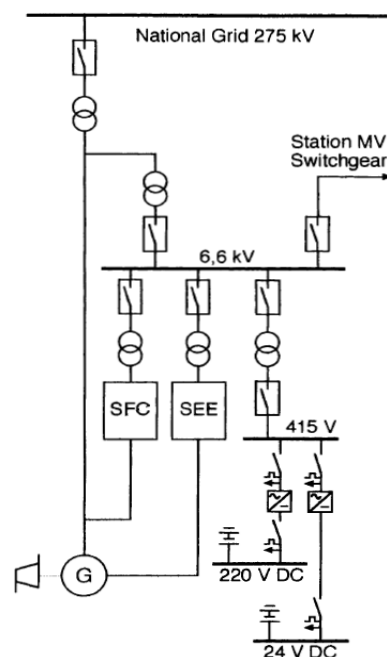 National Grid 275 kV
Station MV
Switchgear
6,6 kV
SFC
SEE
415 V
G
220 V DC
24 V DC